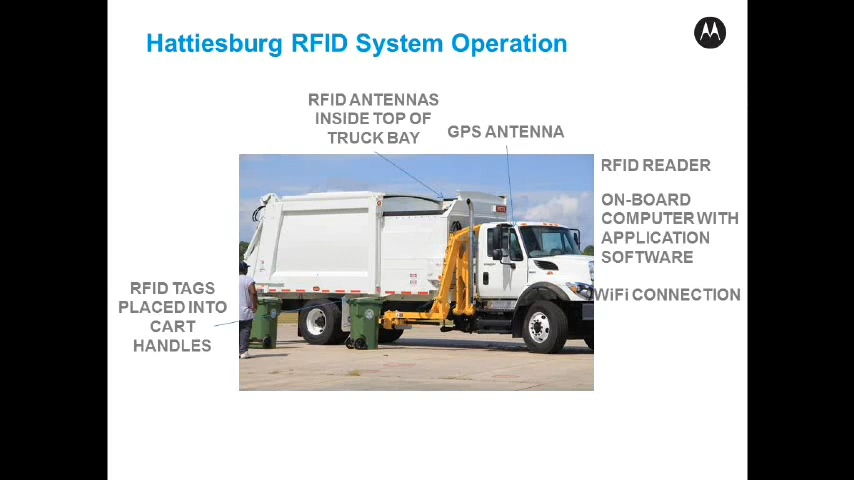 Hattiesburg RFID System Operation
RFID ANTENNAS
INSIDE TOP OF
TRUCK BAY
GPS ANTENNA
RFID READER
ON-BOARD
COMPUTER WITH
APPLICATION
SOFTWARE
WiFi CONNECTION
RFID TAGS
PLACED INTO
CART
HANDLES